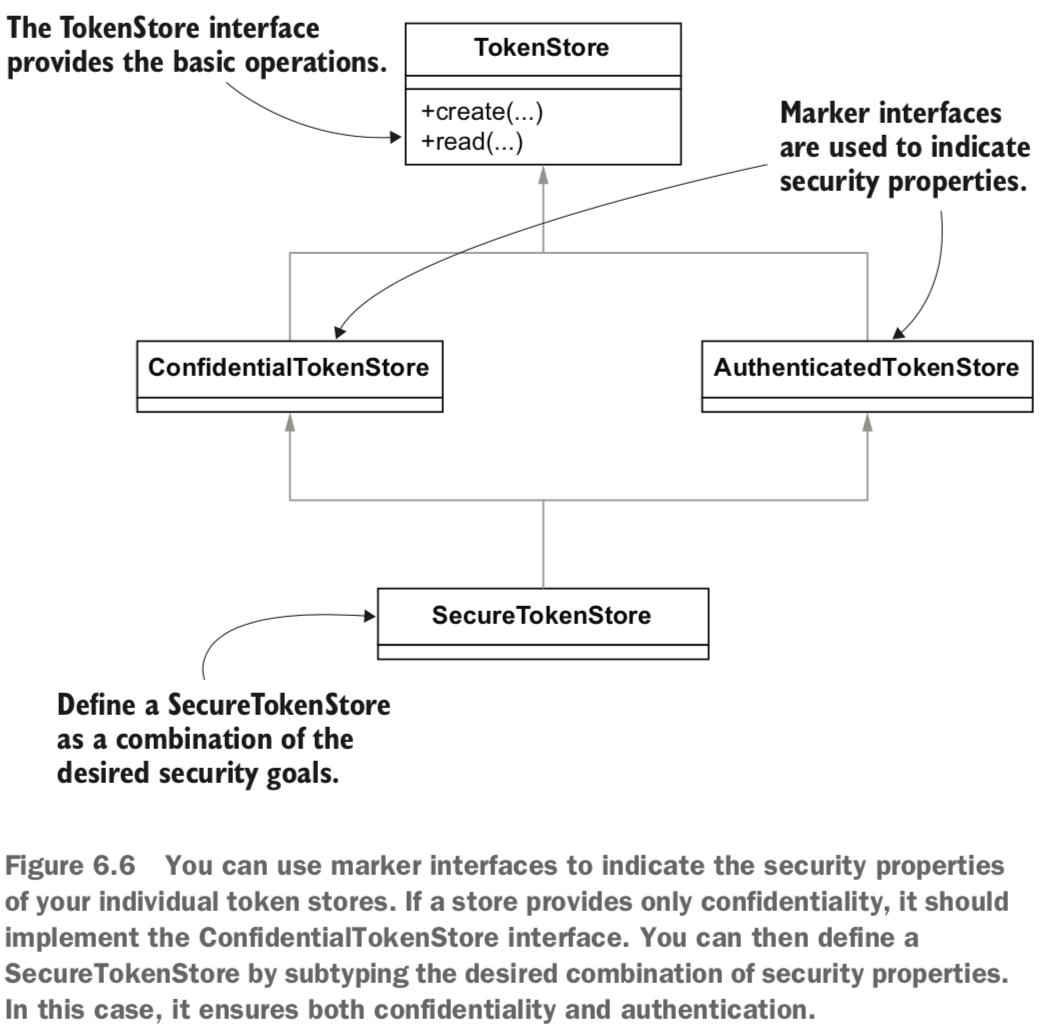 The TokenStore interface
provides the basic operations.
TokenStore
+create(...)
+read(...)
Marker interfaces
are used to indicate
security properties.
ConfidentialTokenStore
AuthenticatedTokenStore
SecureTokenStore
Define a SecureTokenStore
as a combination of the
desired security goals.
Figure 6.6 You can use marker interfaces to indicate the security properties
of your individual token stores. If a store provides only confidentiality, it should
implement the ConfidentialTokenStore interface. You can then define a
SecureTokenStore by subtyping the desired combination of security properties.
In this case, it ensures both confidentiality and authentication.